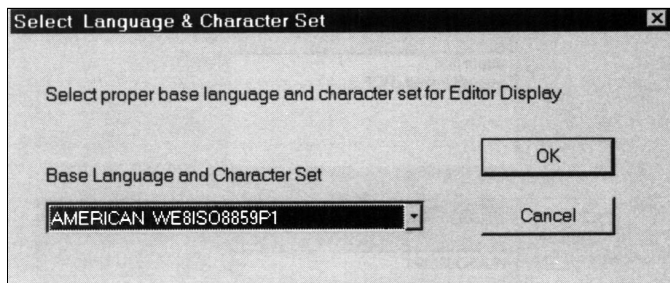 Select Language & Character Set
Select proper base language and character set for Editor Display
OK
Base Language and Character Set
AMERICAN WE8ISO8859P1
Cancel